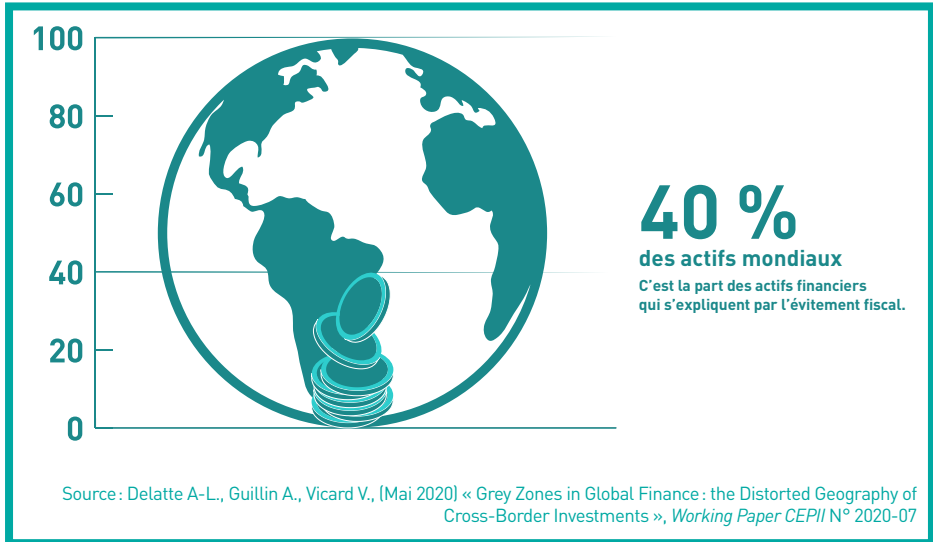 100
80
60
40
20
0
40 %
des actifs mondiaux
C’est la part des actifs financiers
qui s’expliquent par l’évitement fiscal.
Source : Delatte A-L., Guillin A., Vicard V., (Mai 2020) « Grey Zones in Global Finance : the Distorted Geography of
Cross-Border Investments », Working Paper CEPII N° 2020-07